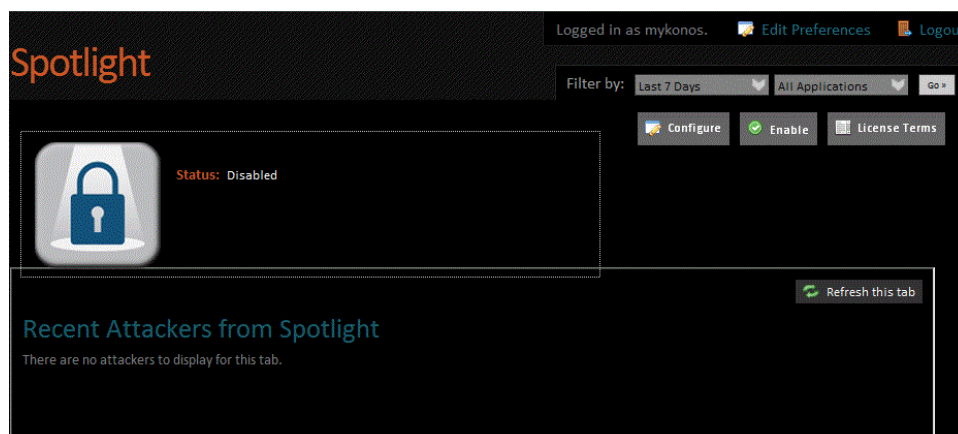 Logged in as mykonos. Edit Preferences
Spotlight
Filter by: Last 7 Days All Applications Go »
Configure Enable License Terms
Status: Disabled
Refresh this tab
Recent Attackers from Spotlight
There are no attackers to display for this tab.